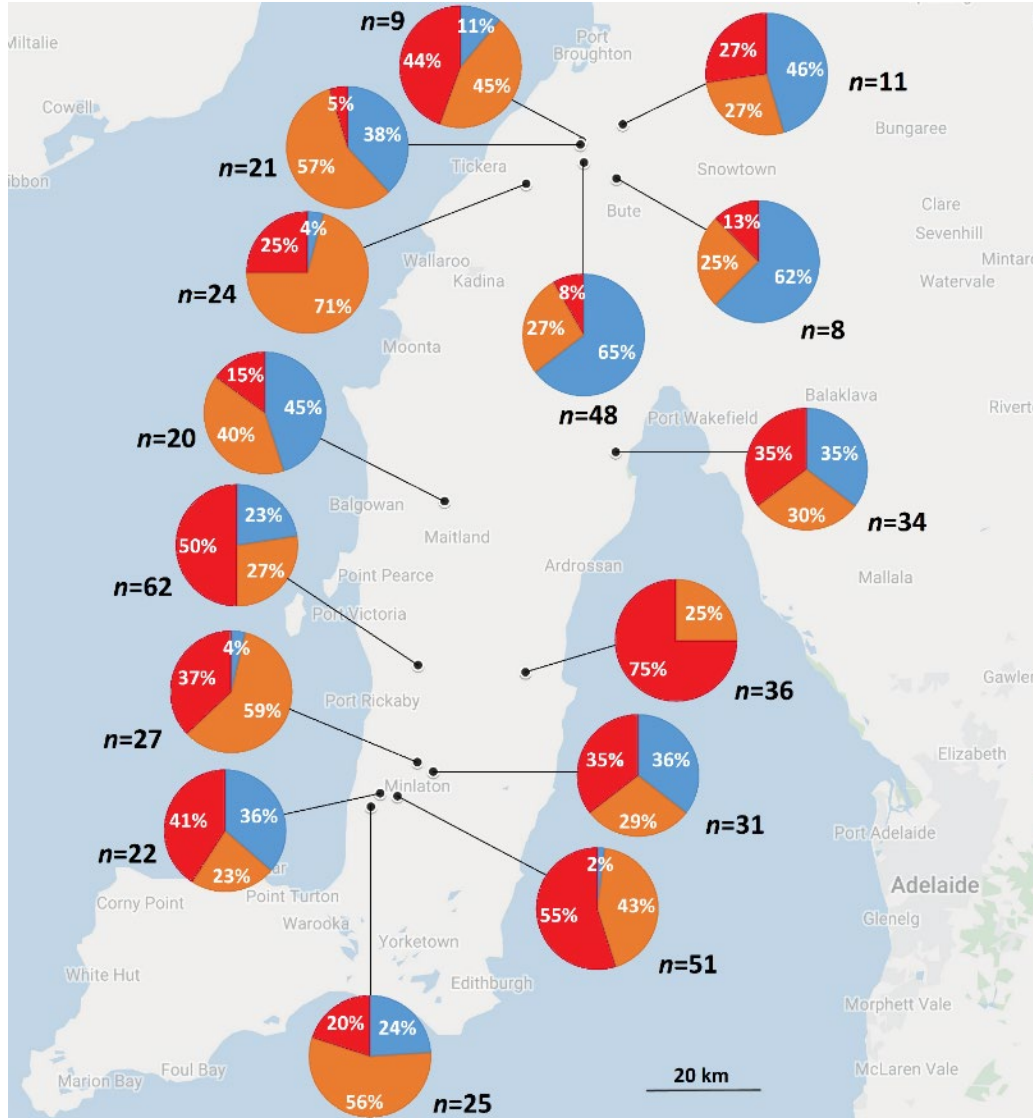 n=9
44%
11%
45%
Port
Broughton
27%
46%
27%
n=11
Miltalie
Cowell
Bungaree
5%
38%
57%
n=21
Tickera
Snowtown
Bute
Clare
Sevenhill
Mintaro
Watervale
25%
4%
71%
n=24
Wallaroo
Kadina
13%
25%
62%
n=8
8%
27%
65%
n=48
Moonta
Balaklava
Port Wakefield
15%
45%
40%
n=20
35%
35%
30%
n=34
Balgowan
Maitland
23%
50%
27%
n=62
Point Pearce
Port Victoria
Ardrossan
Mallala
25%
75%
n=36
4%
37%
59%
n=27
Port Rickaby
Elizabeth
Minlaton
35%
36%
29%
n=31
41%
36%
23%
n=22
Port Adelaide
Adelaide
Glenelg
2%
43%
55%
n=51
Corny Point
Point Turton
Warooka
Yorketown
Edithburgh
White Hut
Morphett Vale
McLaren Vale
20%
24%
56%
n=25
Foul Bay
Marion Bay
20 km